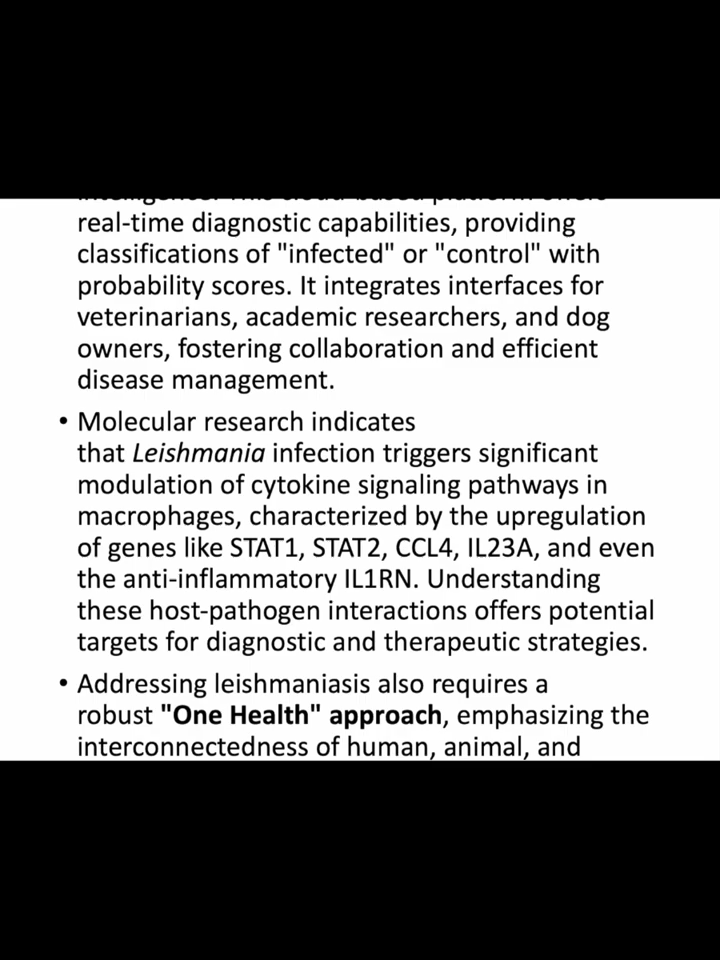 real-time diagnostic capabilities, providing
classifications of "infected" or "control" with
probability scores. It integrates interfaces for
veterinarians, academic researchers, and dog
owners, fostering collaboration and efficient
disease management.
• Molecular research indicates
that Leishmania infection triggers significant
modulation of cytokine signaling pathways in
macrophages, characterized by the upregulation
of genes like STAT1, STAT2, CCL4, IL23A, and even
the anti-inflammatory IL1RN. Understanding
these host-pathogen interactions offers potential
targets for diagnostic and therapeutic strategies.
• Addressing leishmaniasis also requires a
robust "One Health" approach, emphasizing the
interconnectedness of human, animal, and